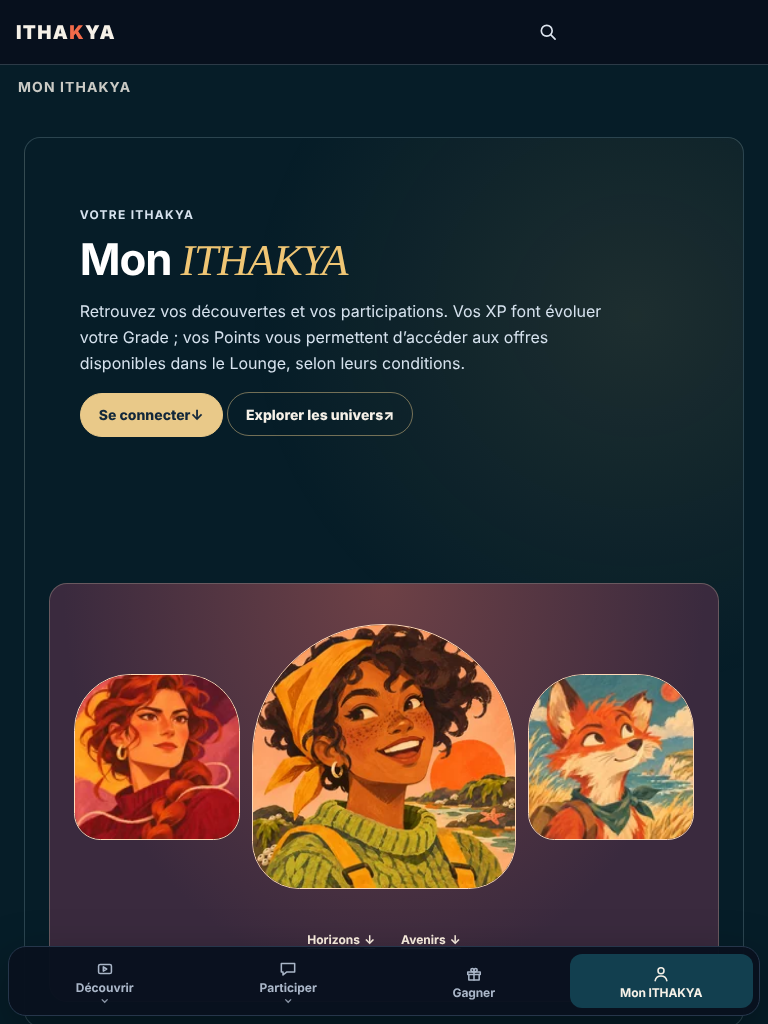 ITHAKYA
MON ITHAKYA
VOTRE ITHAKYA
Mon ITHAKYA
Retrouvez vos découvertes et vos participations. Vos XP font évoluer
votre Grade ; vos Points vous permettent d’accéder aux offres
disponibles dans le Lounge, selon leurs conditions.
Se connecter↓ Explorer les univers↗
Horizons ↓ Avenirs ↓
Découvrir Participer Gagner Mon ITHAKYA